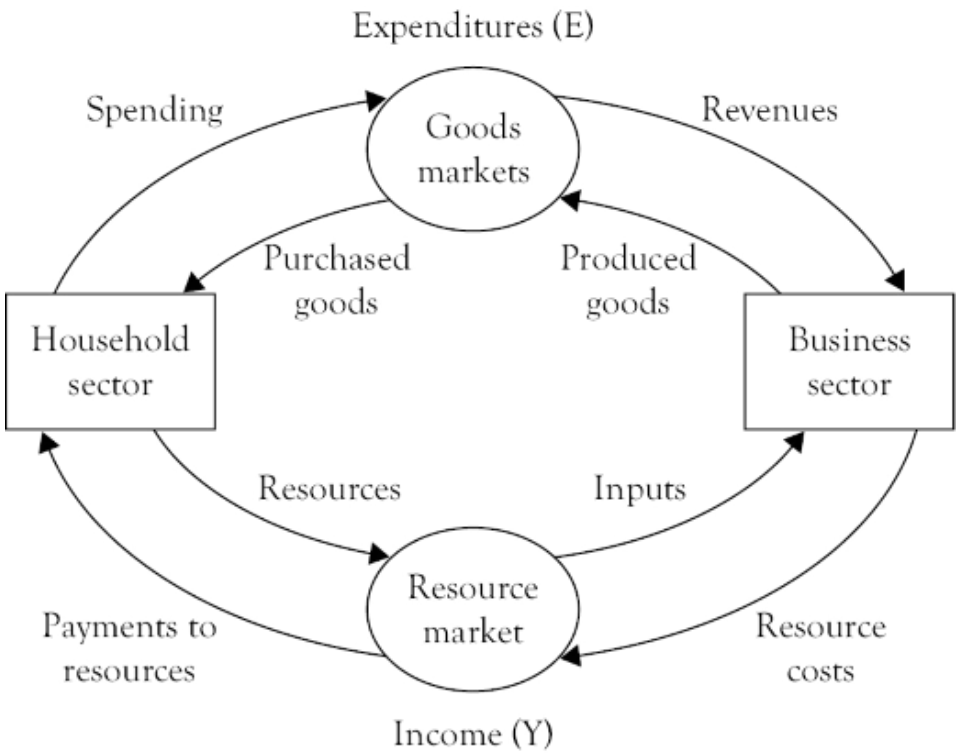 Expenditures (E)
Spending
Revenues
Goods
markets
Purchased
goods
Produced
goods
Household
sector
Business
sector
Resources
Inputs
Resource
market
Payments to
resources
Resource
costs
Income (Y)